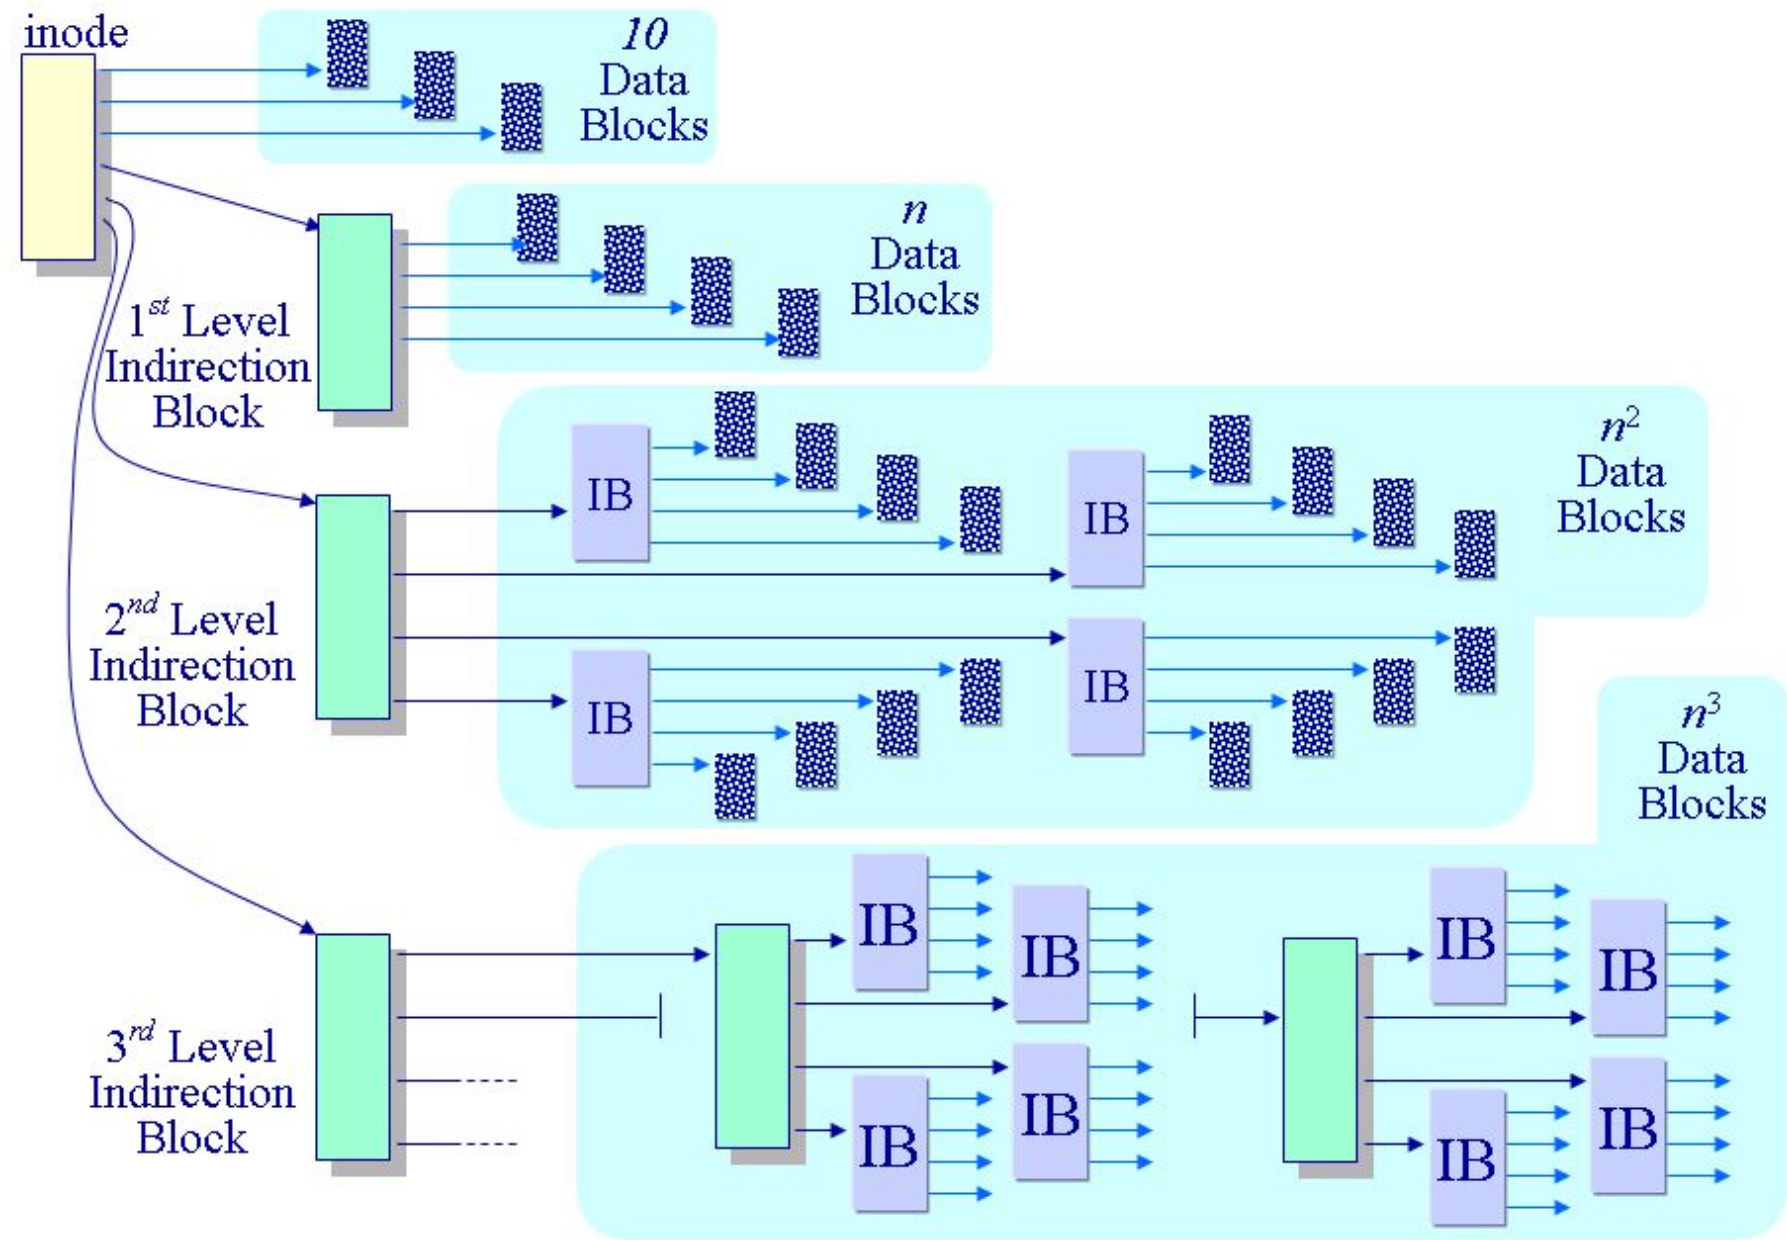 inode
10
Data
Blocks
n
Data
Blocks
1st Level
Indirection
Block
n²
Data
Blocks
IB
IB
2nd Level
Indirection
Block
IB
IB
n³
Data
Blocks
IB
IB
IB
IB
3rd Level
Indirection
Block
IB
IB
IB
IB